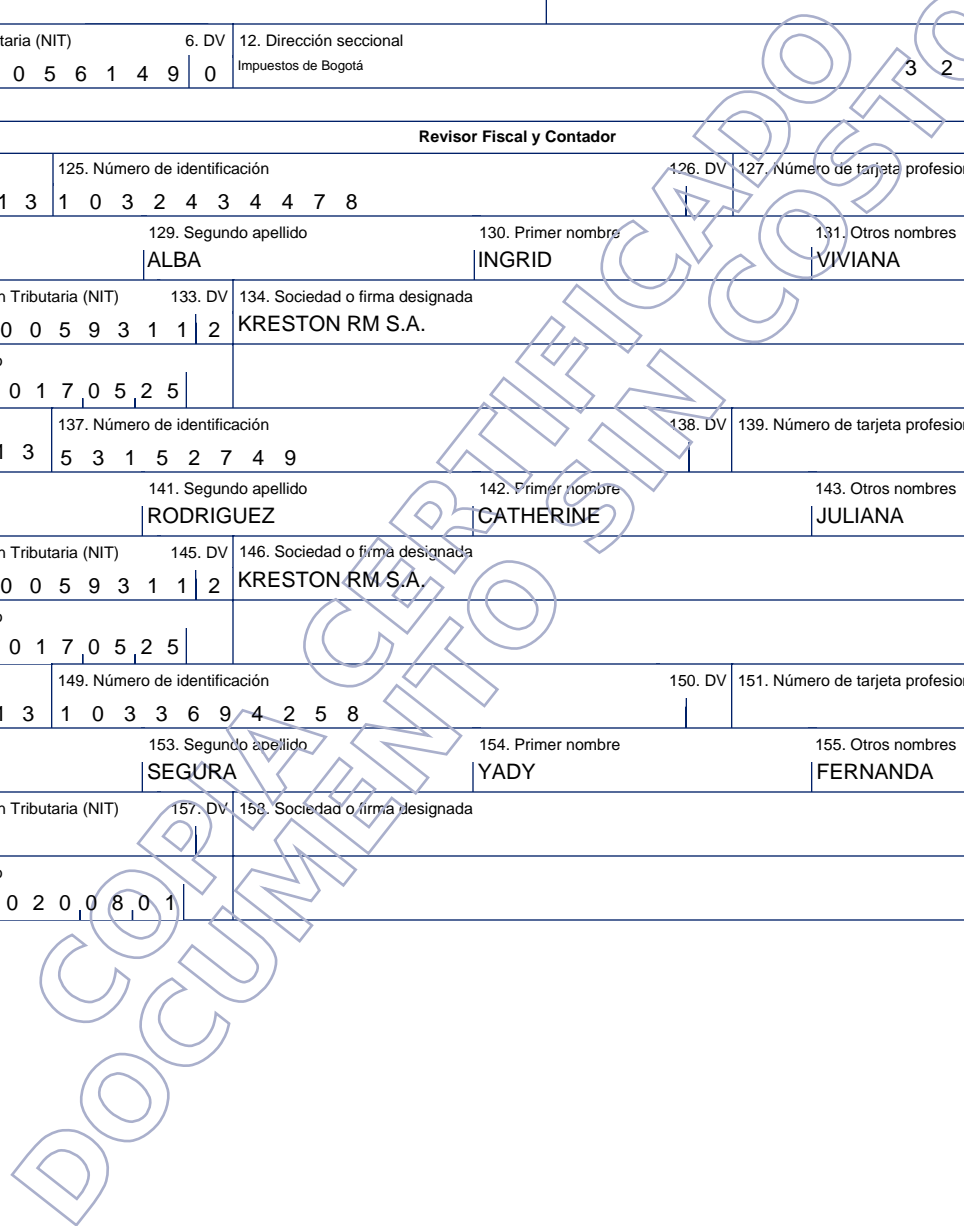 taria (NIT) 6. DV 12. Dirección seccional
0 5 6 1 4 9 0 Impuestos de Bogotá 3 2
Revisor Fiscal y Contador
125. Número de identificación 126. DV 127. Número de tarjeta profesion
1 3 1 0 3 2 4 3 4 4 7 8
129. Segundo apellido 130. Primer nombre 131. Otros nombres
ALBA INGRID VIVIANA
n Tributaria (NIT) 133. DV 134. Sociedad o firma designada
0 0 5 9 3 1 1 2 KRESTON RM S.A.
o
0 1 7 0 5 2 5
137. Número de identificación 138. DV 139. Número de tarjeta profesion
1 3 5 3 1 5 2 7 4 9
141. Segundo apellido 142. Primer nombre 143. Otros nombres
RODRIGUEZ CATHERINE JULIANA
n Tributaria (NIT) 145. DV 146. Sociedad o firma designada
0 0 5 9 3 1 1 2 KRESTON RM S.A.
o
0 1 7 0 5 2 5
149. Número de identificación 150. DV 151. Número de tarjeta profesion
1 3 1 0 3 3 6 9 4 2 5 8
153. Segundo apellido 154. Primer nombre 155. Otros nombres
SEGURA YADY FERNANDA
n Tributaria (NIT) 157. DV 158. Sociedad o firma designada
o
0 2 0 0 8 0 1
COPIA CERTIFICADO
DOCUMENTO SIN COSTO